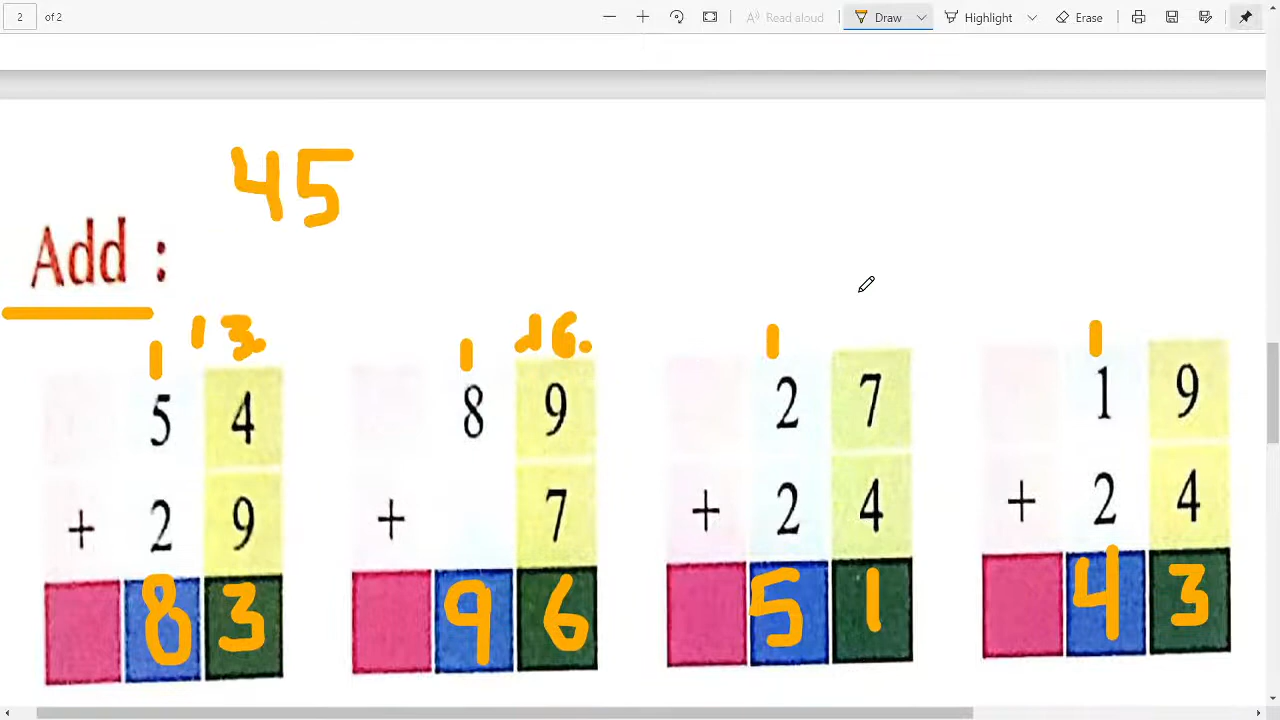 2 of 2 Read aloud Draw Highlight Erase
45
Add :
1 13. 1 16. 1 1
5 4 8 9 2 7 1 9
+ 2 9 + 7 + 2 4 + 2 4
8 3 9 6 5 1 4 3